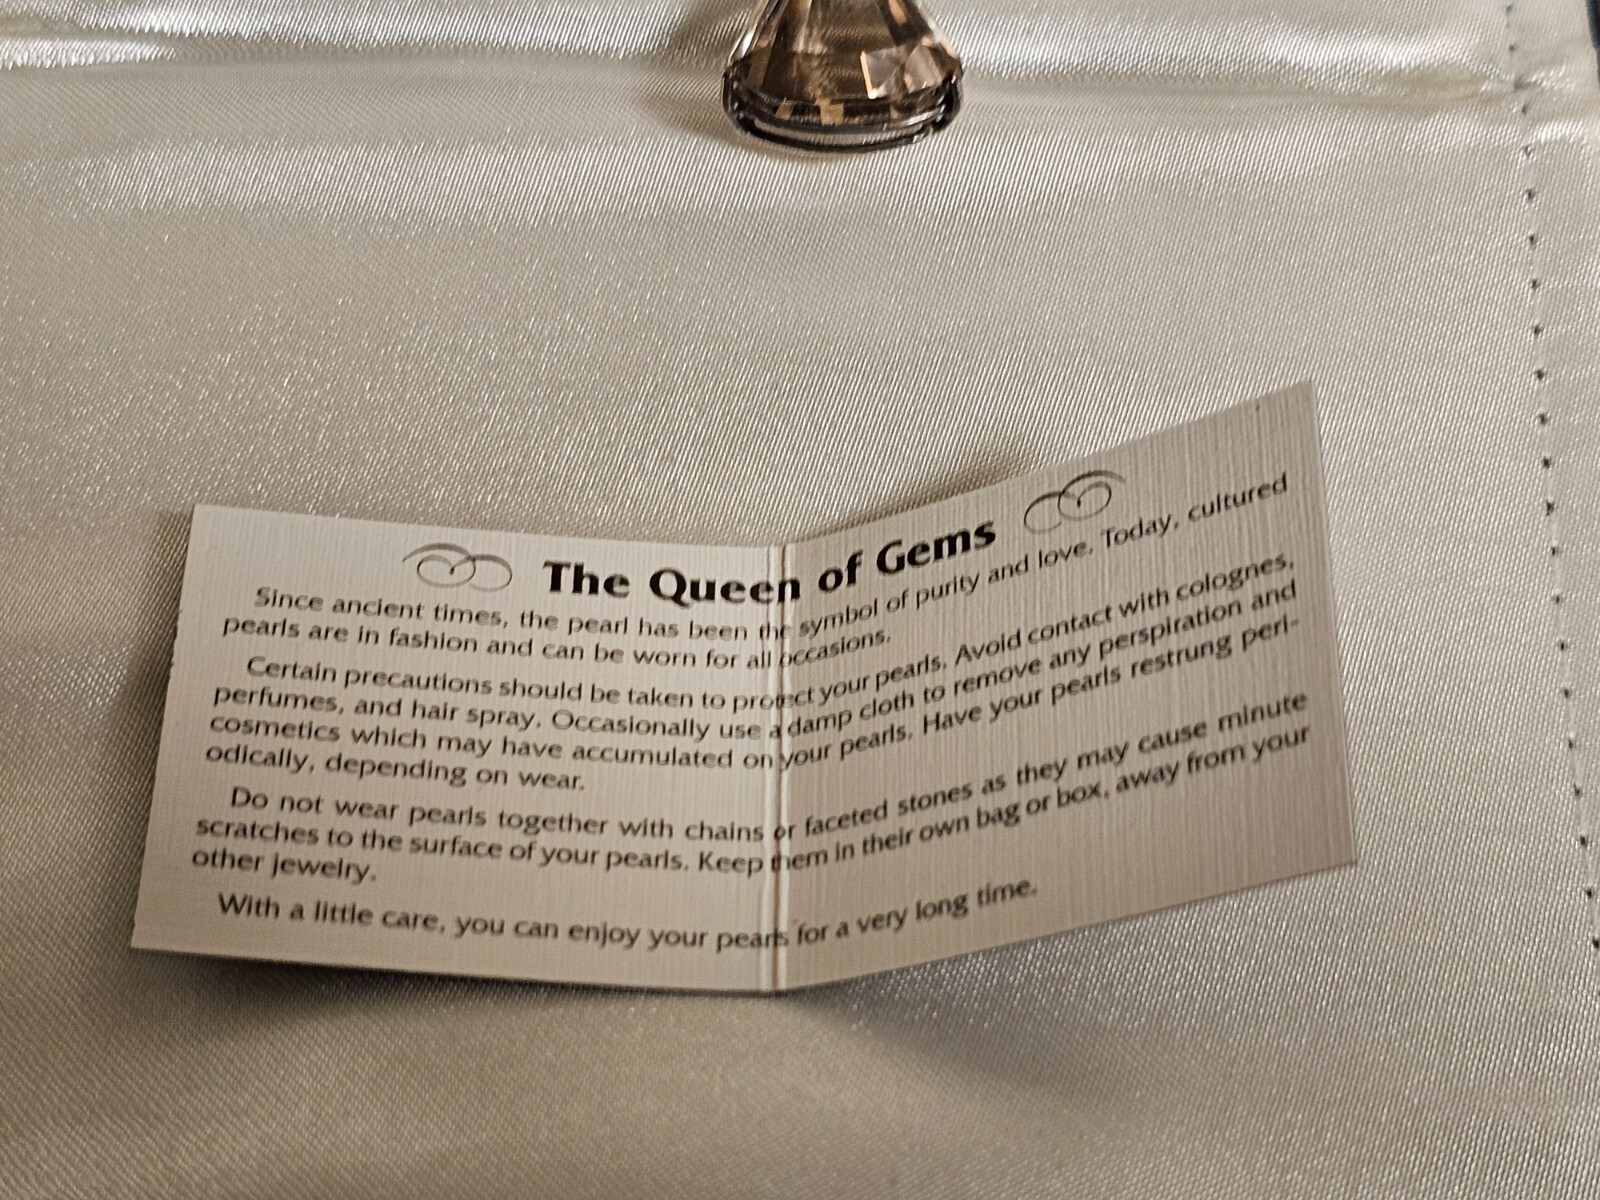 The Queen of Gems
Since ancient times, the pearl has been the symbol of purity and love. Today, cultured
pearls are in fashion and can be worn for all occasions.
Certain precautions should be taken to protect your pearls. Avoid contact with colognes,
perfumes, and hair spray. Occasionally use a damp cloth to remove any perspiration and
cosmetics which may have accumulated on your pearls. Have your pearls restrung peri-
odically, depending on wear.
Do not wear pearls together with chains or faceted stones as they may cause minute
scratches to the surface of your pearls. Keep them in their own bag or box, away from your
other jewelry.
With a little care, you can enjoy your pearls for a very long time.